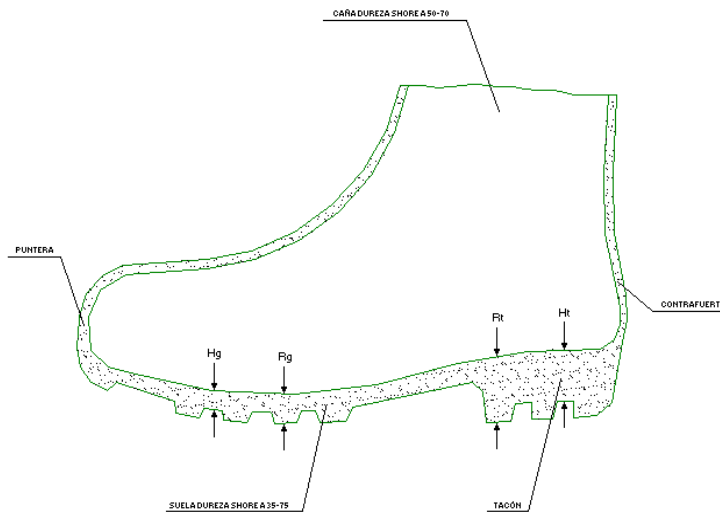 CAÑA DUREZA SHORE A 50-70
PUNTERA
CONTRAFUERT
Hg
Rg
Rt
Ht
SUELA DUREZA SHORE A 35-75
TACÓN